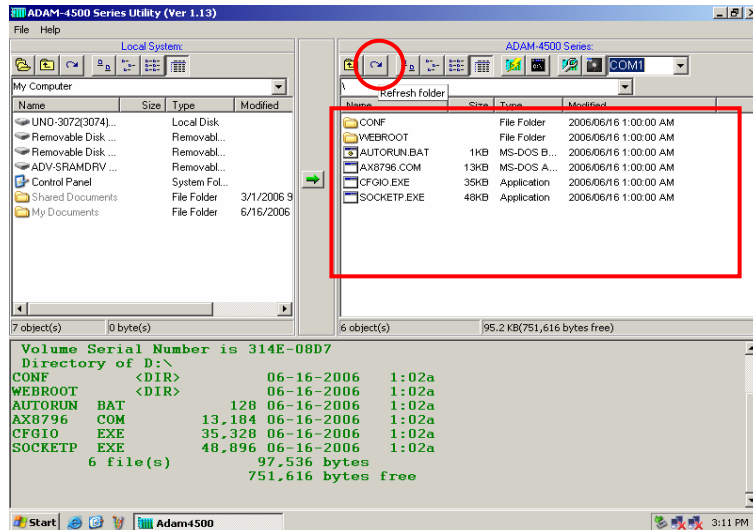 ADAM-4500 Series Utility (Ver 1.13)
File Help
Local System:
ADAM-4500 Series:
COM1
My Computer
\
Refresh folder
Name Size Type Modified
UNO-3072(3074)... Local Disk
Removable Disk ... Removabl...
Removable Disk ... Removabl...
ADV-SRAMDRV ... Removabl...
Control Panel System Fol...
Shared Documents File Folder 3/1/2006 9
My Documents File Folder 6/16/2006
Name Size Type Modified
CONF File Folder 2006/06/16 1:00:00 AM
WEBROOT File Folder 2006/06/16 1:00:00 AM
AUTORUN.BAT 1KB MS-DOS B... 2006/06/16 1:00:00 AM
AX8796.COM 13KB MS-DOS A... 2006/06/16 1:00:00 AM
CFGIO.EXE 35KB Application 2006/06/16 1:00:00 AM
SOCKETP.EXE 48KB Application 2006/06/16 1:00:00 AM
7 object(s) 0 byte(s)
6 object(s) 95.2 KB(751,616 bytes free)
Volume Serial Number is 314E-08D7
Directory of D:\
CONF <DIR> 06-16-2006 1:02a
WEBROOT <DIR> 06-16-2006 1:02a
AUTORUN BAT 128 06-16-2006 1:02a
AX8796 COM 13,184 06-16-2006 1:02a
CFGIO EXE 35,328 06-16-2006 1:02a
SOCKETP EXE 48,896 06-16-2006 1:02a
6 file(s) 97,536 bytes
751,616 bytes free
Start Adam4500 3:11 PM